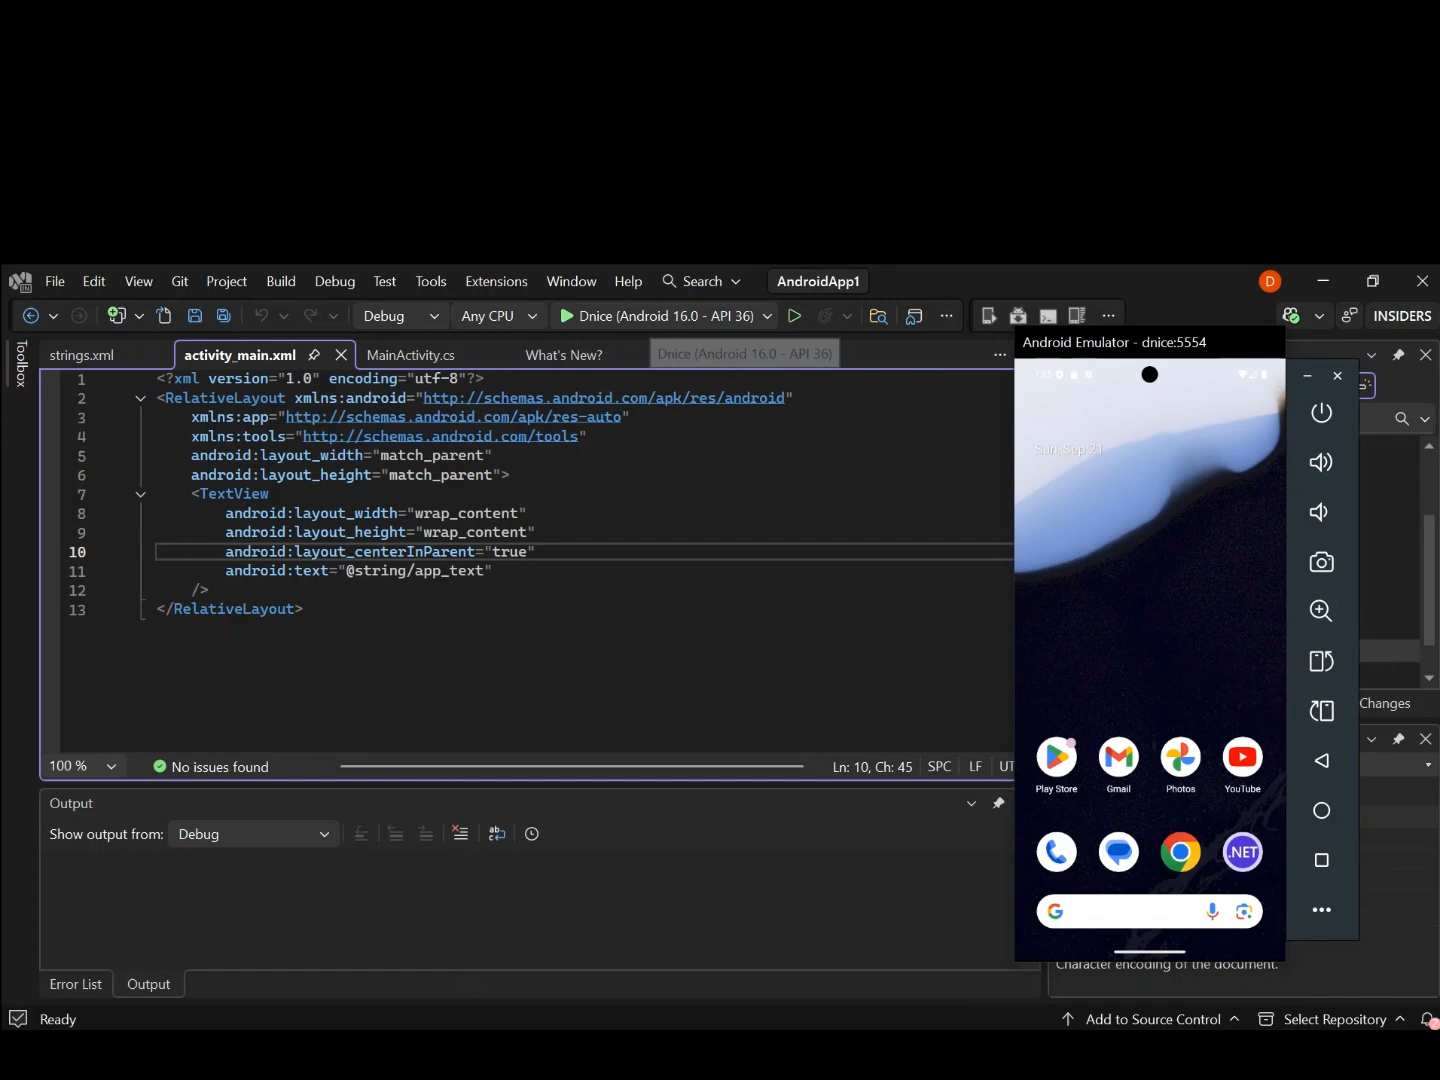 File Edit View Git Project Build Debug Test Tools Extensions Window Help Search AndroidApp1 D
Debug Any CPU Dnice (Android 16.0 - API 36) INSIDERS
Toolbox
strings.xml activity_main.xml MainActivity.cs What's New? Dnice (Android 16.0 - API 36)
1 <?xml version="1.0" encoding="utf-8"?>
2 <RelativeLayout xmlns:android="http://schemas.android.com/apk/res/android"
3 xmlns:app="http://schemas.android.com/apk/res-auto"
4 xmlns:tools="http://schemas.android.com/tools"
5 android:layout_width="match_parent"
6 android:layout_height="match_parent">
7 <TextView
8 android:layout_width="wrap_content"
9 android:layout_height="wrap_content"
10 android:layout_centerInParent="true"
11 android:text="@string/app_text"
12 />
13 </RelativeLayout>
100 % No issues found Ln: 10, Ch: 45 SPC LF UT
Output
Show output from: Debug
Error List Output
Android Emulator - dnice:5554
Sun, Sep 21
Play Store Gmail Photos YouTube
.NET
Changes
Character encoding of the document.
Ready Add to Source Control Select Repository